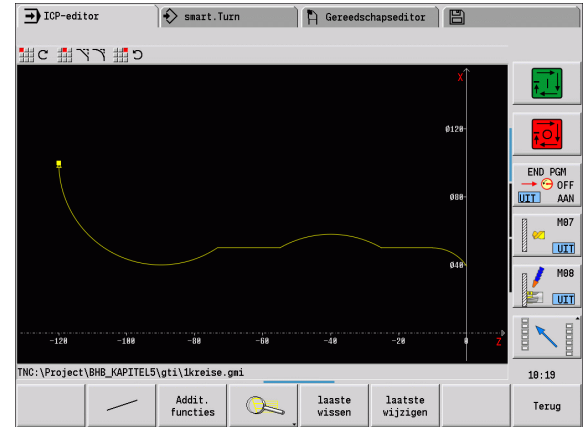 ICP-editor
smart.Turn
Gereedschapseditor
X
Ø120
Ø80
Ø40
-120
-100
-80
-60
-40
-20
0
Z
END PGM
OFF
UIT AAN
M07
UIT
M08
UIT
TNC:\Project\BHB_KAPITEL5\gti\1kreise.gmi
10:19
Addit.
functies
laaste
wissen
laatste
wijzigen
Terug